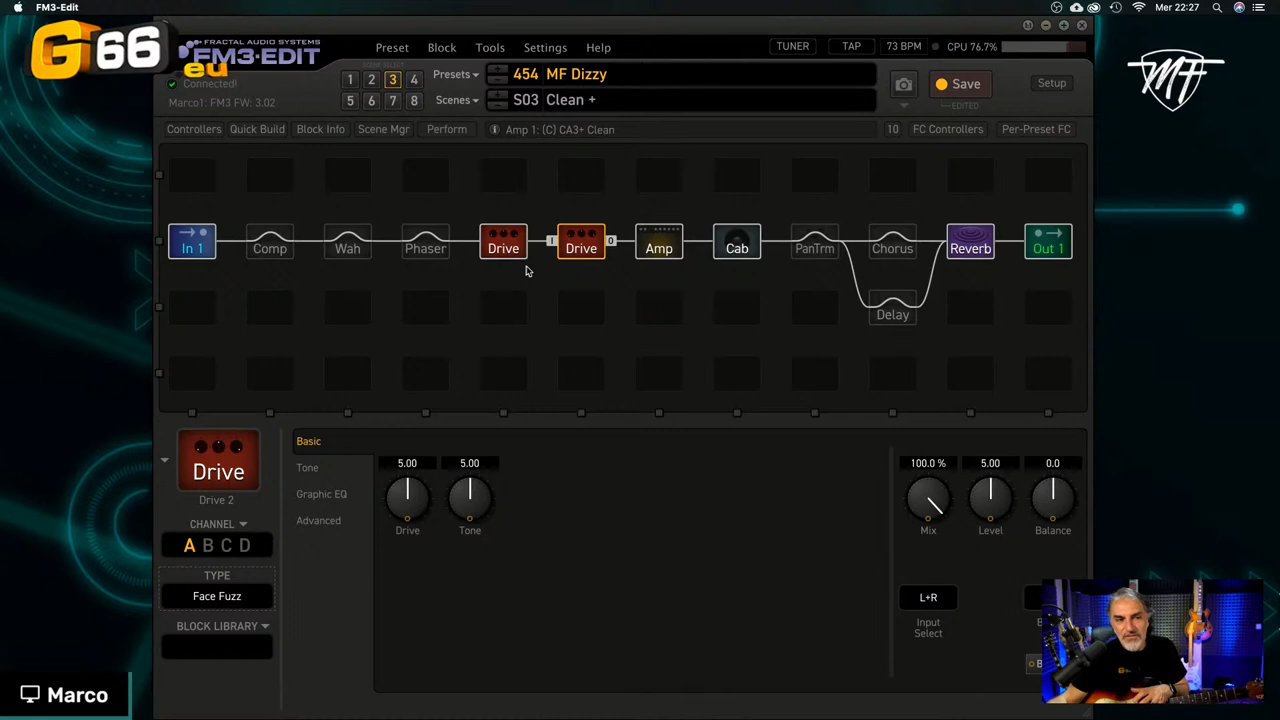 FM3-Edit
Mer 22:27
G66
eu
FRACTAL AUDIO SYSTEMS
FM3-EDIT
Preset Block Tools Settings Help
TUNER TAP 73 BPM CPU 76.7%
Connected!
Marco1: FM3 FW: 3.02
SCENE SELECT
1 2 3 4
5 6 7 8
Presets 454 MF Dizzy
Scenes S03 Clean +
Save
EDITED
Setup
Controllers Quick Build Block Info Scene Mgr Perform Amp 1: (C) CA3+ Clean 10 FC Controllers Per-Preset FC
In 1 Comp Wah Phaser Drive I Drive O Amp Cab PanTrm Chorus Reverb Out 1
Delay
Drive
Drive 2
CHANNEL
A B C D
TYPE
Face Fuzz
BLOCK LIBRARY
Basic
Tone
Graphic EQ
Advanced
5.00 5.00 100.0 % 5.00 0.0
Drive Tone Mix Level Balance
L+R
Input
Select
Marco
MF